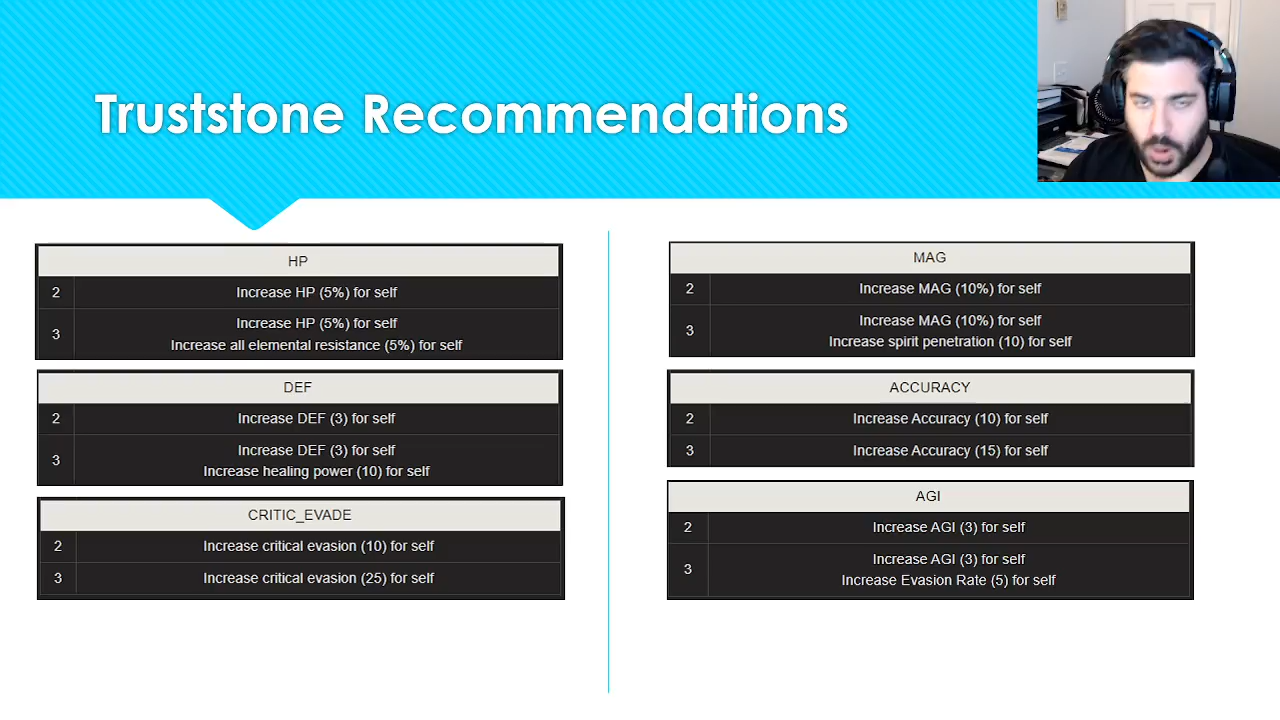 Truststone Recommendations
HP
2 Increase HP (5%) for self
3 Increase HP (5%) for self
Increase all elemental resistance (5%) for self
DEF
2 Increase DEF (3) for self
3 Increase DEF (3) for self
Increase healing power (10) for self
CRITIC_EVADE
2 Increase critical evasion (10) for self
3 Increase critical evasion (25) for self
MAG
2 Increase MAG (10%) for self
3 Increase MAG (10%) for self
Increase spirit penetration (10) for self
ACCURACY
2 Increase Accuracy (10) for self
3 Increase Accuracy (15) for self
AGI
2 Increase AGI (3) for self
3 Increase AGI (3) for self
Increase Evasion Rate (5) for self